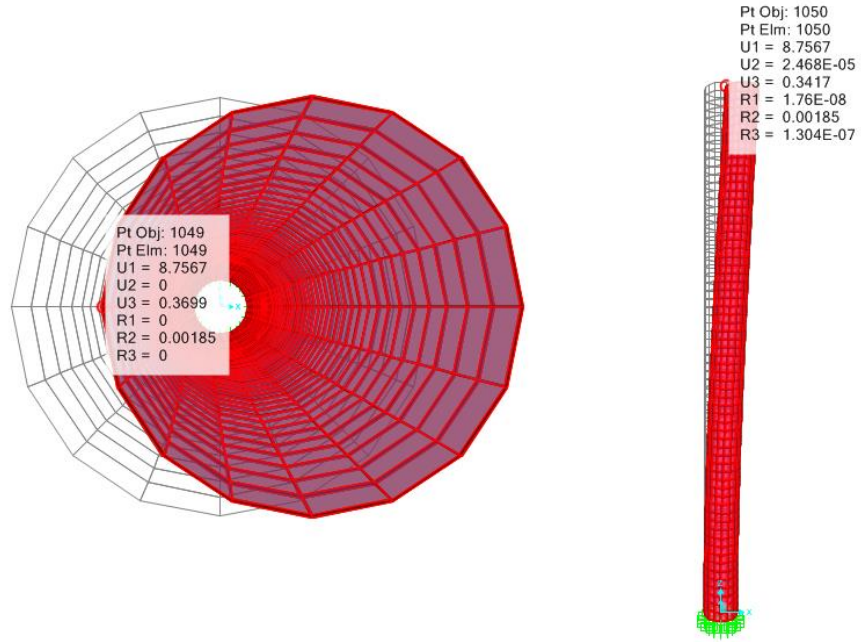 Pt Obj: 1049
Pt Elm: 1049
U1 = 8.7567
U2 = 0
U3 = 0.3699
R1 = 0
R2 = 0.00185
R3 = 0
Pt Obj: 1050
Pt Elm: 1050
U1 = 8.7567
U2 = 2.468E-05
U3 = 0.3417
R1 = 1.76E-08
R2 = 0.00185
R3 = 1.304E-07
X
Z
X